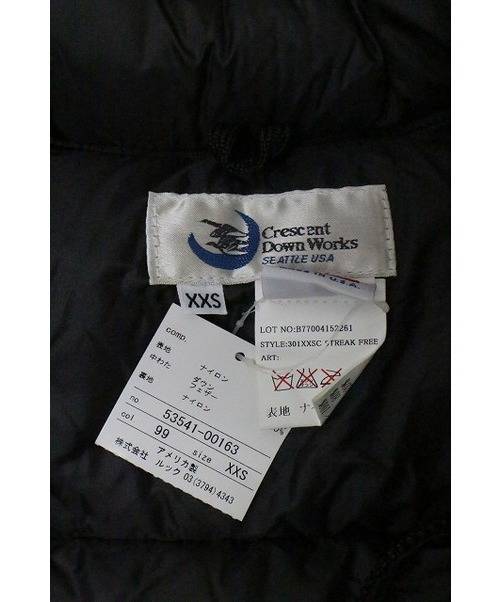 Crescent
Down Works
SEATTLE USA
IN U.S.A.
XXS
LOT NO:B77004152261
STYLE:301XXSC STREAK FREE
ART:
表地 ナ
comp.
表地 ナイロン
中わた ダウン
フェザー
裏地 ナイロン
no 53541-00163
col 99 size XXS
アメリカ製
株式会社 ルック 03(3794)4343